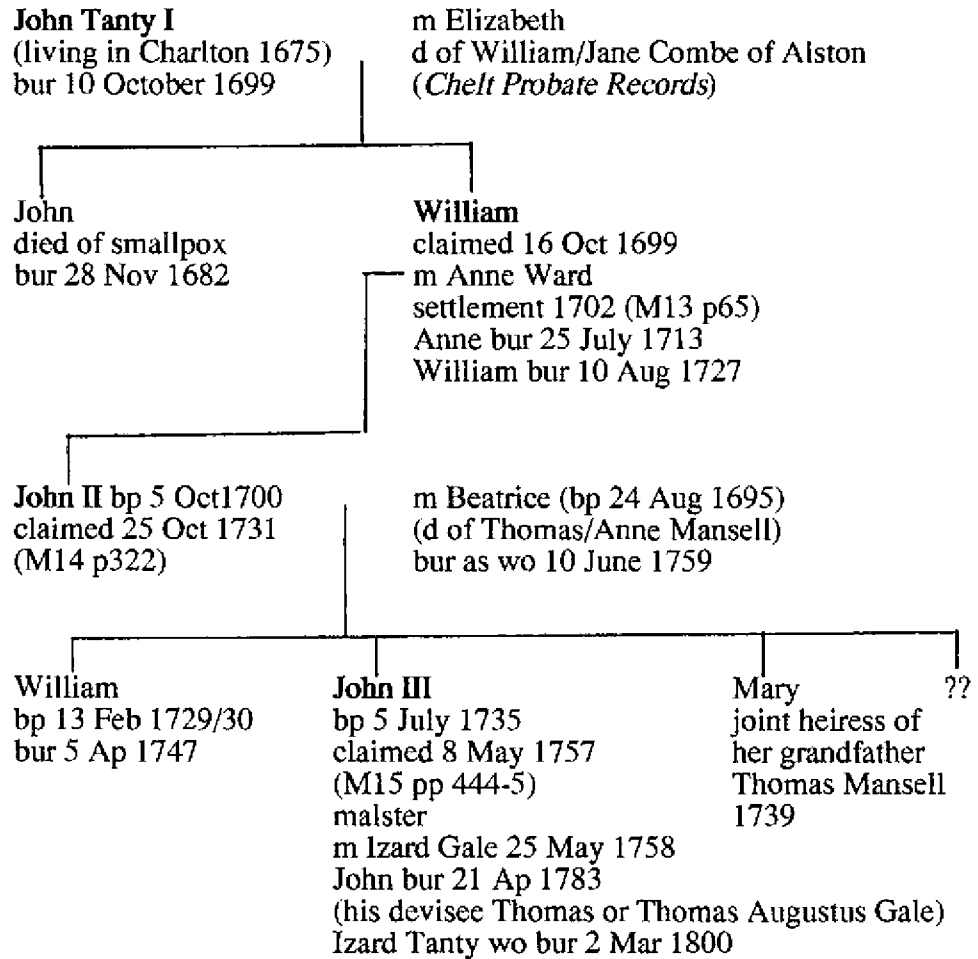 John Tanty I
(living in Charlton 1675)
bur 10 October 1699
m Elizabeth
d of William/Jane Combe of Alston
(Chelt Probate Records)
John
died of smallpox
bur 28 Nov 1682
William
claimed 16 Oct 1699
m Anne Ward
settlement 1702 (M13 p65)
Anne bur 25 July 1713
William bur 10 Aug 1727
John II bp 5 Oct1700
claimed 25 Oct 1731
(M14 p322)
m Beatrice (bp 24 Aug 1695)
(d of Thomas/Anne Mansell)
bur as wo 10 June 1759
William
bp 13 Feb 1729/30
bur 5 Ap 1747
John III
bp 5 July 1735
claimed 8 May 1757
(M15 pp 444-5)
malster
m Izard Gale 25 May 1758
John bur 21 Ap 1783
(his devisee Thomas or Thomas Augustus Gale)
Izard Tanty wo bur 2 Mar 1800
Mary
joint heiress of
her grandfather
Thomas Mansell
1739
??